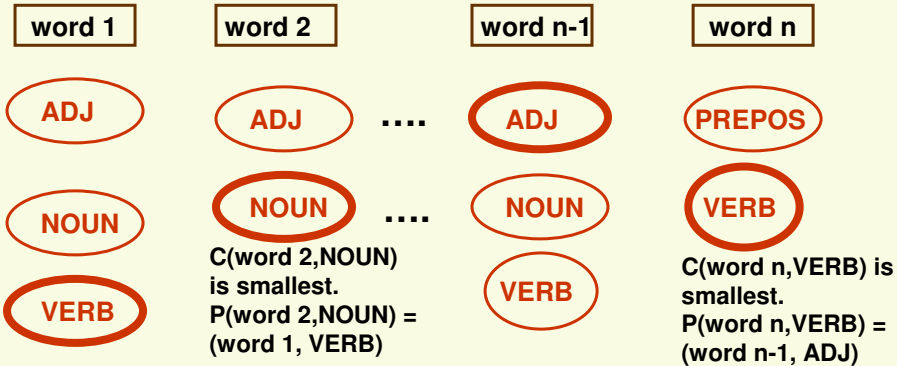 word 1 word 2 word n-1 word n
ADJ ADJ .... ADJ PREPOS
NOUN NOUN .... NOUN VERB
VERB VERB
C(word 2,NOUN)
is smallest.
P(word 2,NOUN) =
(word 1, VERB)
C(word n,VERB) is
smallest.
P(word n,VERB) =
(word n-1, ADJ)